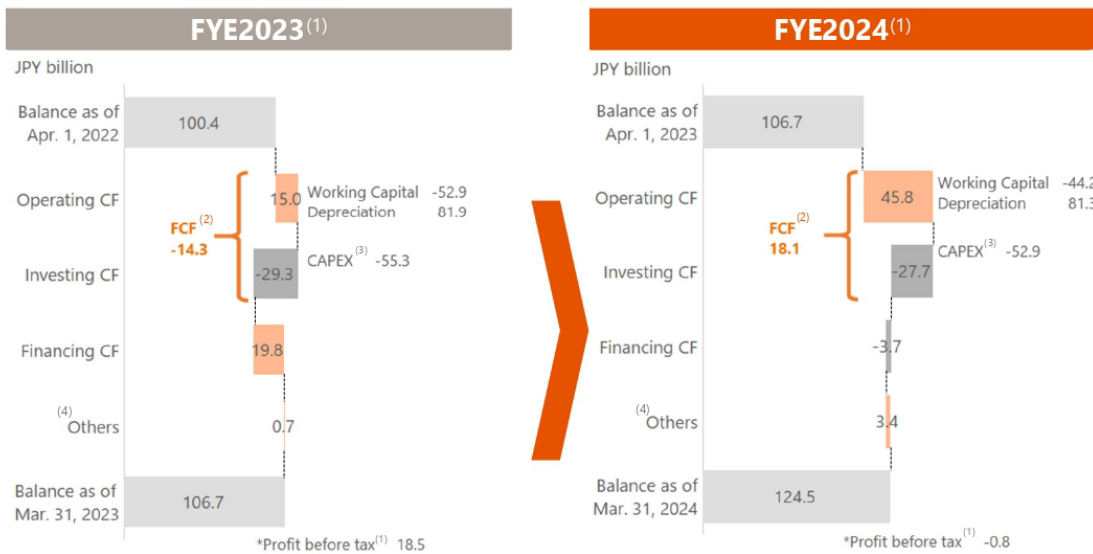 FYE2023(1)
JPY billion
Balance as of
Apr. 1, 2022
100.4
Operating CF
15.0
Working Capital -52.9
Depreciation 81.9
FCF(2)
-14.3
Investing CF
-29.3
CAPEX(3) -55.3
Financing CF
19.8
(4)Others
0.7
Balance as of
Mar. 31, 2023
106.7
*Profit before tax(1) 18.5
FYE2024(1)
JPY billion
Balance as of
Apr. 1, 2023
106.7
Operating CF
45.8
Working Capital -44.2
Depreciation 81.3
FCF(2)
18.1
Investing CF
-27.7
CAPEX(3) -52.9
Financing CF
-3.7
(4)Others
3.4
Balance as of
Mar. 31, 2024
124.5
*Profit before tax(1) -0.8